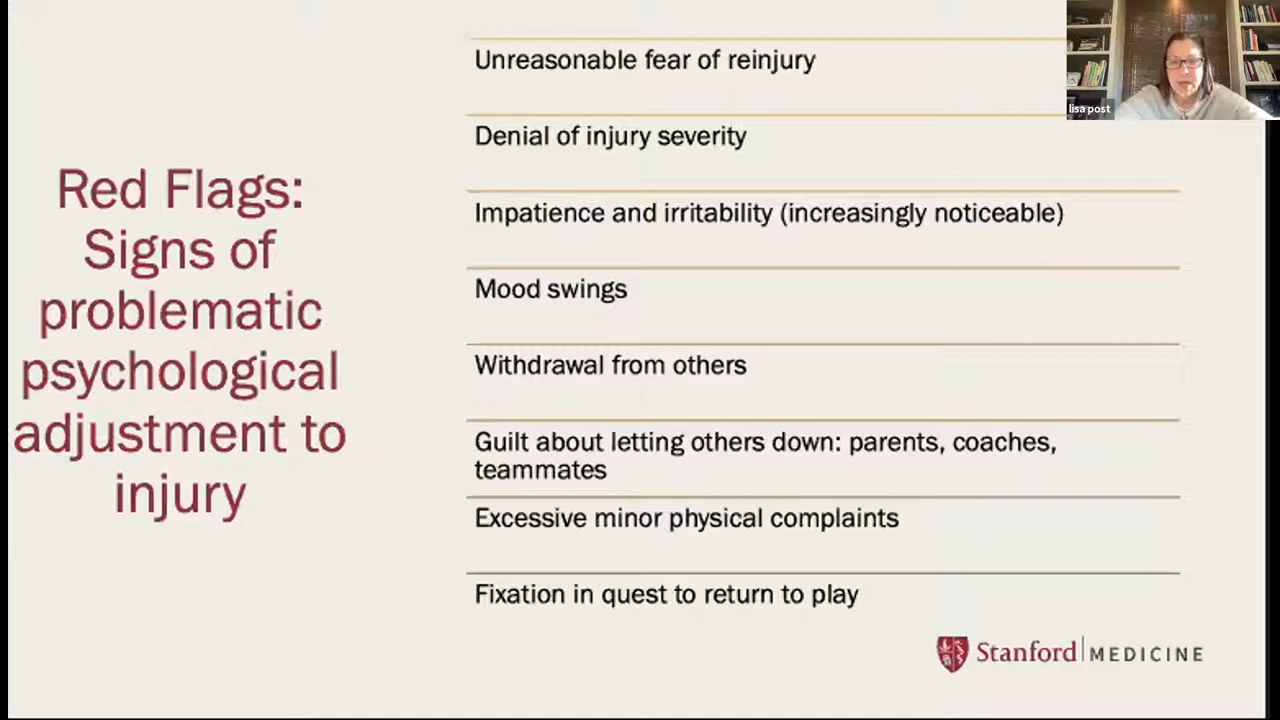 Red Flags:
Signs of
problematic
psychological
adjustment to
injury
Unreasonable fear of reinjury
Denial of injury severity
Impatience and irritability (increasingly noticeable)
Mood swings
Withdrawal from others
Guilt about letting others down: parents, coaches,
teammates
Excessive minor physical complaints
Fixation in quest to return to play
lisa post
Stanford MEDICINE